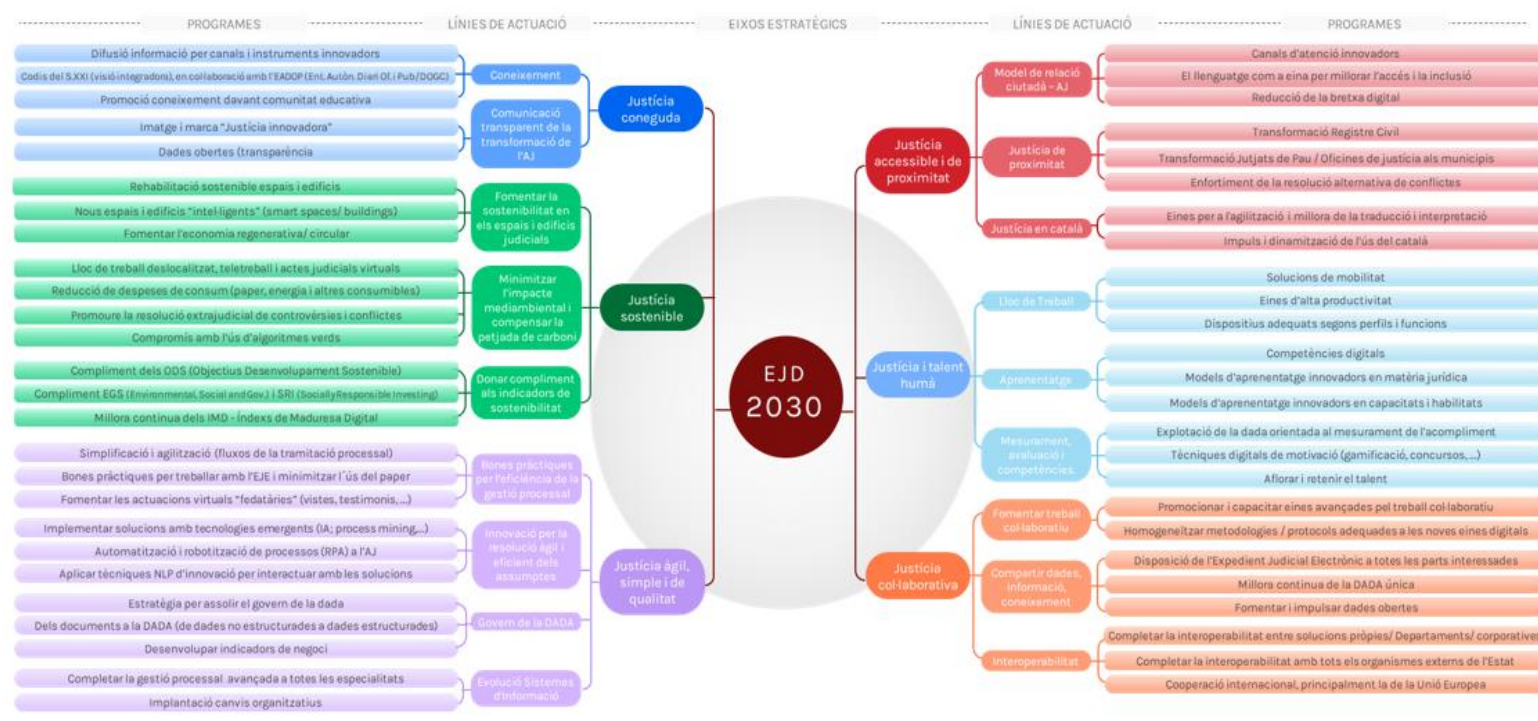 PROGRAMES
LÍNIES DE ACTUACIÓ
EIXOS ESTRATÈGICS
LÍNIES DE ACTUACIÓ
PROGRAMES
Difusió informació per canals i instruments innovadors
Codis del S.XXI (visió integradora), en col·laboració amb l'EADOP (Ent. Autòn. Diari Of. i Pub/DOGC)
Promoció coneixement davant comunitat educativa
Coneixement
Imatge i marca "Justícia innovadora"
Dades obertes (transparència
Comunicació
transparent de la
transformació de
l'AJ
Justícia
coneguda
Rehabilitació sostenible espais i edificis
Nous espais i edificis "intel·ligents" (smart spaces/ buildings)
Fomentar l'economia regenerativa/ circular
Fomentar la
sostenibilitat en
els espais i edificis
judicials
Lloc de treball deslocalitzat, teletreball i actes judicials virtuals
Reducció de despeses de consum (paper, energia i altres consumibles)
Promoure la resolució extrajudicial de controvèrsies i conflictes
Compromís amb l'ús d'algoritmes verds
Minimitzar
l'impacte
mediambiental i
compensar la
petjada de carboni
Compliment dels ODS (Objectius Desenvolupament Sostenible)
Compliment EGS (Environmental, Social and Gov.) i SRI (Socially Responsible Investing)
Millora continua dels IMD - Índexs de Maduresa Digital
Donar compliment
als indicadors de
sostenibilitat
Justícia
sostenible
Simplificació i agilització (fluxos de la tramitació processal)
Bones pràctiques per treballar amb l'EJE i minimitzar l´ús del paper
Fomentar les actuacions virtuals "fedatàries" (vistes, testimonis, ...)
Bones pràctiques
per l'eficiència de la
gestió processal
Implementar solucions amb tecnologies emergents (IA; process mining,...)
Automatització i robotització de processos (RPA) a l'AJ
Aplicar tècniques NLP d'innovació per interactuar amb les solucions
Innovació per la
resolució àgil i
eficient dels
assumptes
Estratègia per assolir el govern de la dada
Dels documents a la DADA (de dades no estructurades a dades estructurades)
Desenvolupar indicadors de negoci
Govern de la DADA
Completar la gestió processal avançada a totes les especialitats
Implantació canvis organitzatius
Evolució Sistemes
d'Informació
Justícia àgil,
simple i de
qualitat
EJD
2030
Justícia
accessible i de
proximitat
Model de relació
ciutadà – AJ
Canals d'atenció innovadors
El llenguatge com a eina per millorar l'accés i la inclusió
Reducció de la bretxa digital
Justícia de
proximitat
Transformació Registre Civil
Transformació Jutjats de Pau / Oficines de justícia als municipis
Enfortiment de la resolució alternativa de conflictes
Justícia en català
Eines per a l'agilització i millora de la traducció i interpretació
Impuls i dinamització de l'ús del català
Justícia i talent
humà
Lloc de Treball
Solucions de mobilitat
Eines d'alta productivitat
Dispositius adequats segons perfils i funcions
Aprenentatge
Competències digitals
Models d'aprenentatge innovadors en matèria jurídica
Models d'aprenentatge innovadors en capacitats i habilitats
Mesurament,
avaluació i
competències.
Explotació de la dada orientada al mesurament de l'acompliment
Tècniques digitals de motivació (gamificació, concursos, ...)
Aflorar i retenir el talent
Justícia
col·laborativa
Fomentar treball
col·laboratiu
Promocionar i capacitar eines avançades pel treball col·laboratiu
Homogeneïtzar metodologies / protocols adequades a les noves eines digitals
Compartir dades,
informació,
coneixement
Disposició de l'Expedient Judicial Electrònic a totes les parts interessades
Millora continua de la DADA única
Fomentar i impulsar dades obertes
Interoperabilitat
Completar la interoperabilitat entre solucions pròpies/ Departaments/ corporatives
Completar la interoperabilitat amb tots els organismes externs de l'Estat
Cooperació internacional, principalment la de la Unió Europea